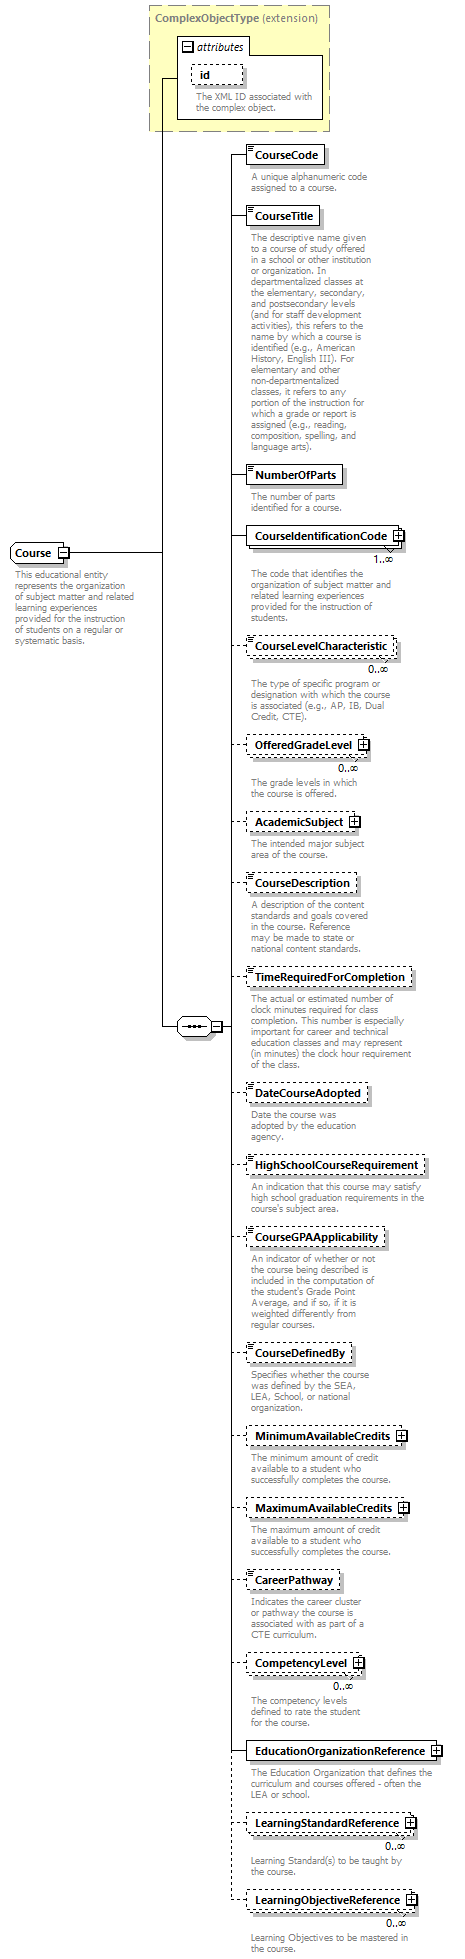 ComplexObjectType (extension)
attributes
id
The XML ID associated with
the complex object.
CourseCode
A unique alphanumeric code
assigned to a course.
CourseTitle
The descriptive name given
to a course of study offered
in a school or other institution
or organization. In
departmentalized classes at
the elementary, secondary,
and postsecondary levels
(and for staff development
activities), this refers to the
name by which a course is
identified (e.g., American
History, English III). For
elementary and other
non-departmentalized
classes, it refers to any
portion of the instruction for
which a grade or report is
assigned (e.g., reading,
composition, spelling, and
language arts).
NumberOfParts
The number of parts
identified for a course.
Course
This educational entity
represents the organization
of subject matter and related
learning experiences
provided for the instruction
of students on a regular or
systematic basis.
CourseIdentificationCode
1..∞
The code that identifies the
organization of subject matter and
related learning experiences
provided for the instruction of
students.
CourseLevelCharacteristic
0..∞
The type of specific program or
designation with which the course
is associated (e.g., AP, IB, Dual
Credit, CTE).
OfferedGradeLevel
0..∞
The grade levels in which
the course is offered.
AcademicSubject
The intended major subject
area of the course.
CourseDescription
A description of the content
standards and goals covered
in the course. Reference
may be made to state or
national content standards.
TimeRequiredForCompletion
The actual or estimated number of
clock minutes required for class
completion. This number is especially
important for career and technical
education classes and may represent
(in minutes) the clock hour requirement
of the class.
DateCourseAdopted
Date the course was
adopted by the education
agency.
HighSchoolCourseRequirement
An indication that this course may satisfy
high school graduation requirements in the
course's subject area.
CourseGPAApplicability
An indicator of whether or not
the course being described is
included in the computation of
the student's Grade Point
Average, and if so, if it is
weighted differently from
regular courses.
CourseDefinedBy
Specifies whether the course
was defined by the SEA,
LEA, School, or national
organization.
MinimumAvailableCredits
The minimum amount of credit
available to a student who
successfully completes the course.
MaximumAvailableCredits
The maximum amount of credit
available to a student who
successfully completes the course.
CareerPathway
Indicates the career cluster
or pathway the course is
associated with as part of a
CTE curriculum.
CompetencyLevel
0..∞
The competency levels
defined to rate the student
for the course.
EducationOrganizationReference
The Education Organization that defines the
curriculum and courses offered - often the
LEA or school.
LearningStandardReference
0..∞
Learning Standard(s) to be taught by
the course.
LearningObjectiveReference
0..∞
Learning Objectives to be mastered in
the course.